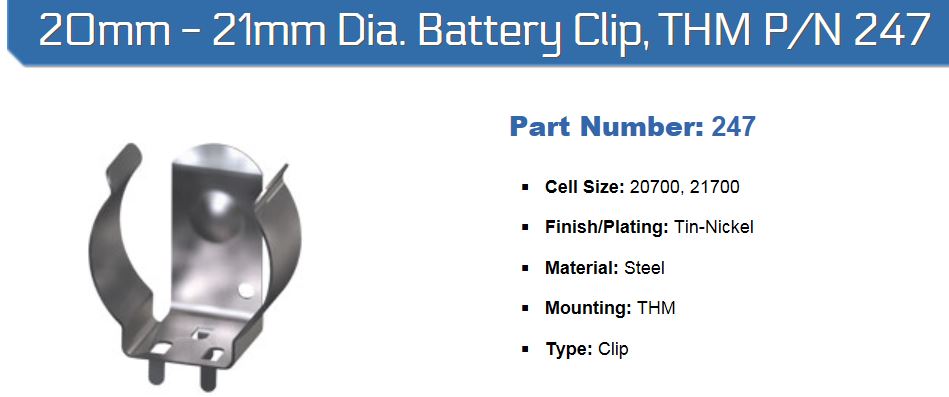 20mm – 21mm Dia. Battery Clip, THM P/N 247
Part Number: 247
▪ Cell Size: 20700, 21700
▪ Finish/Plating: Tin-Nickel
▪ Material: Steel
▪ Mounting: THM
▪ Type: Clip